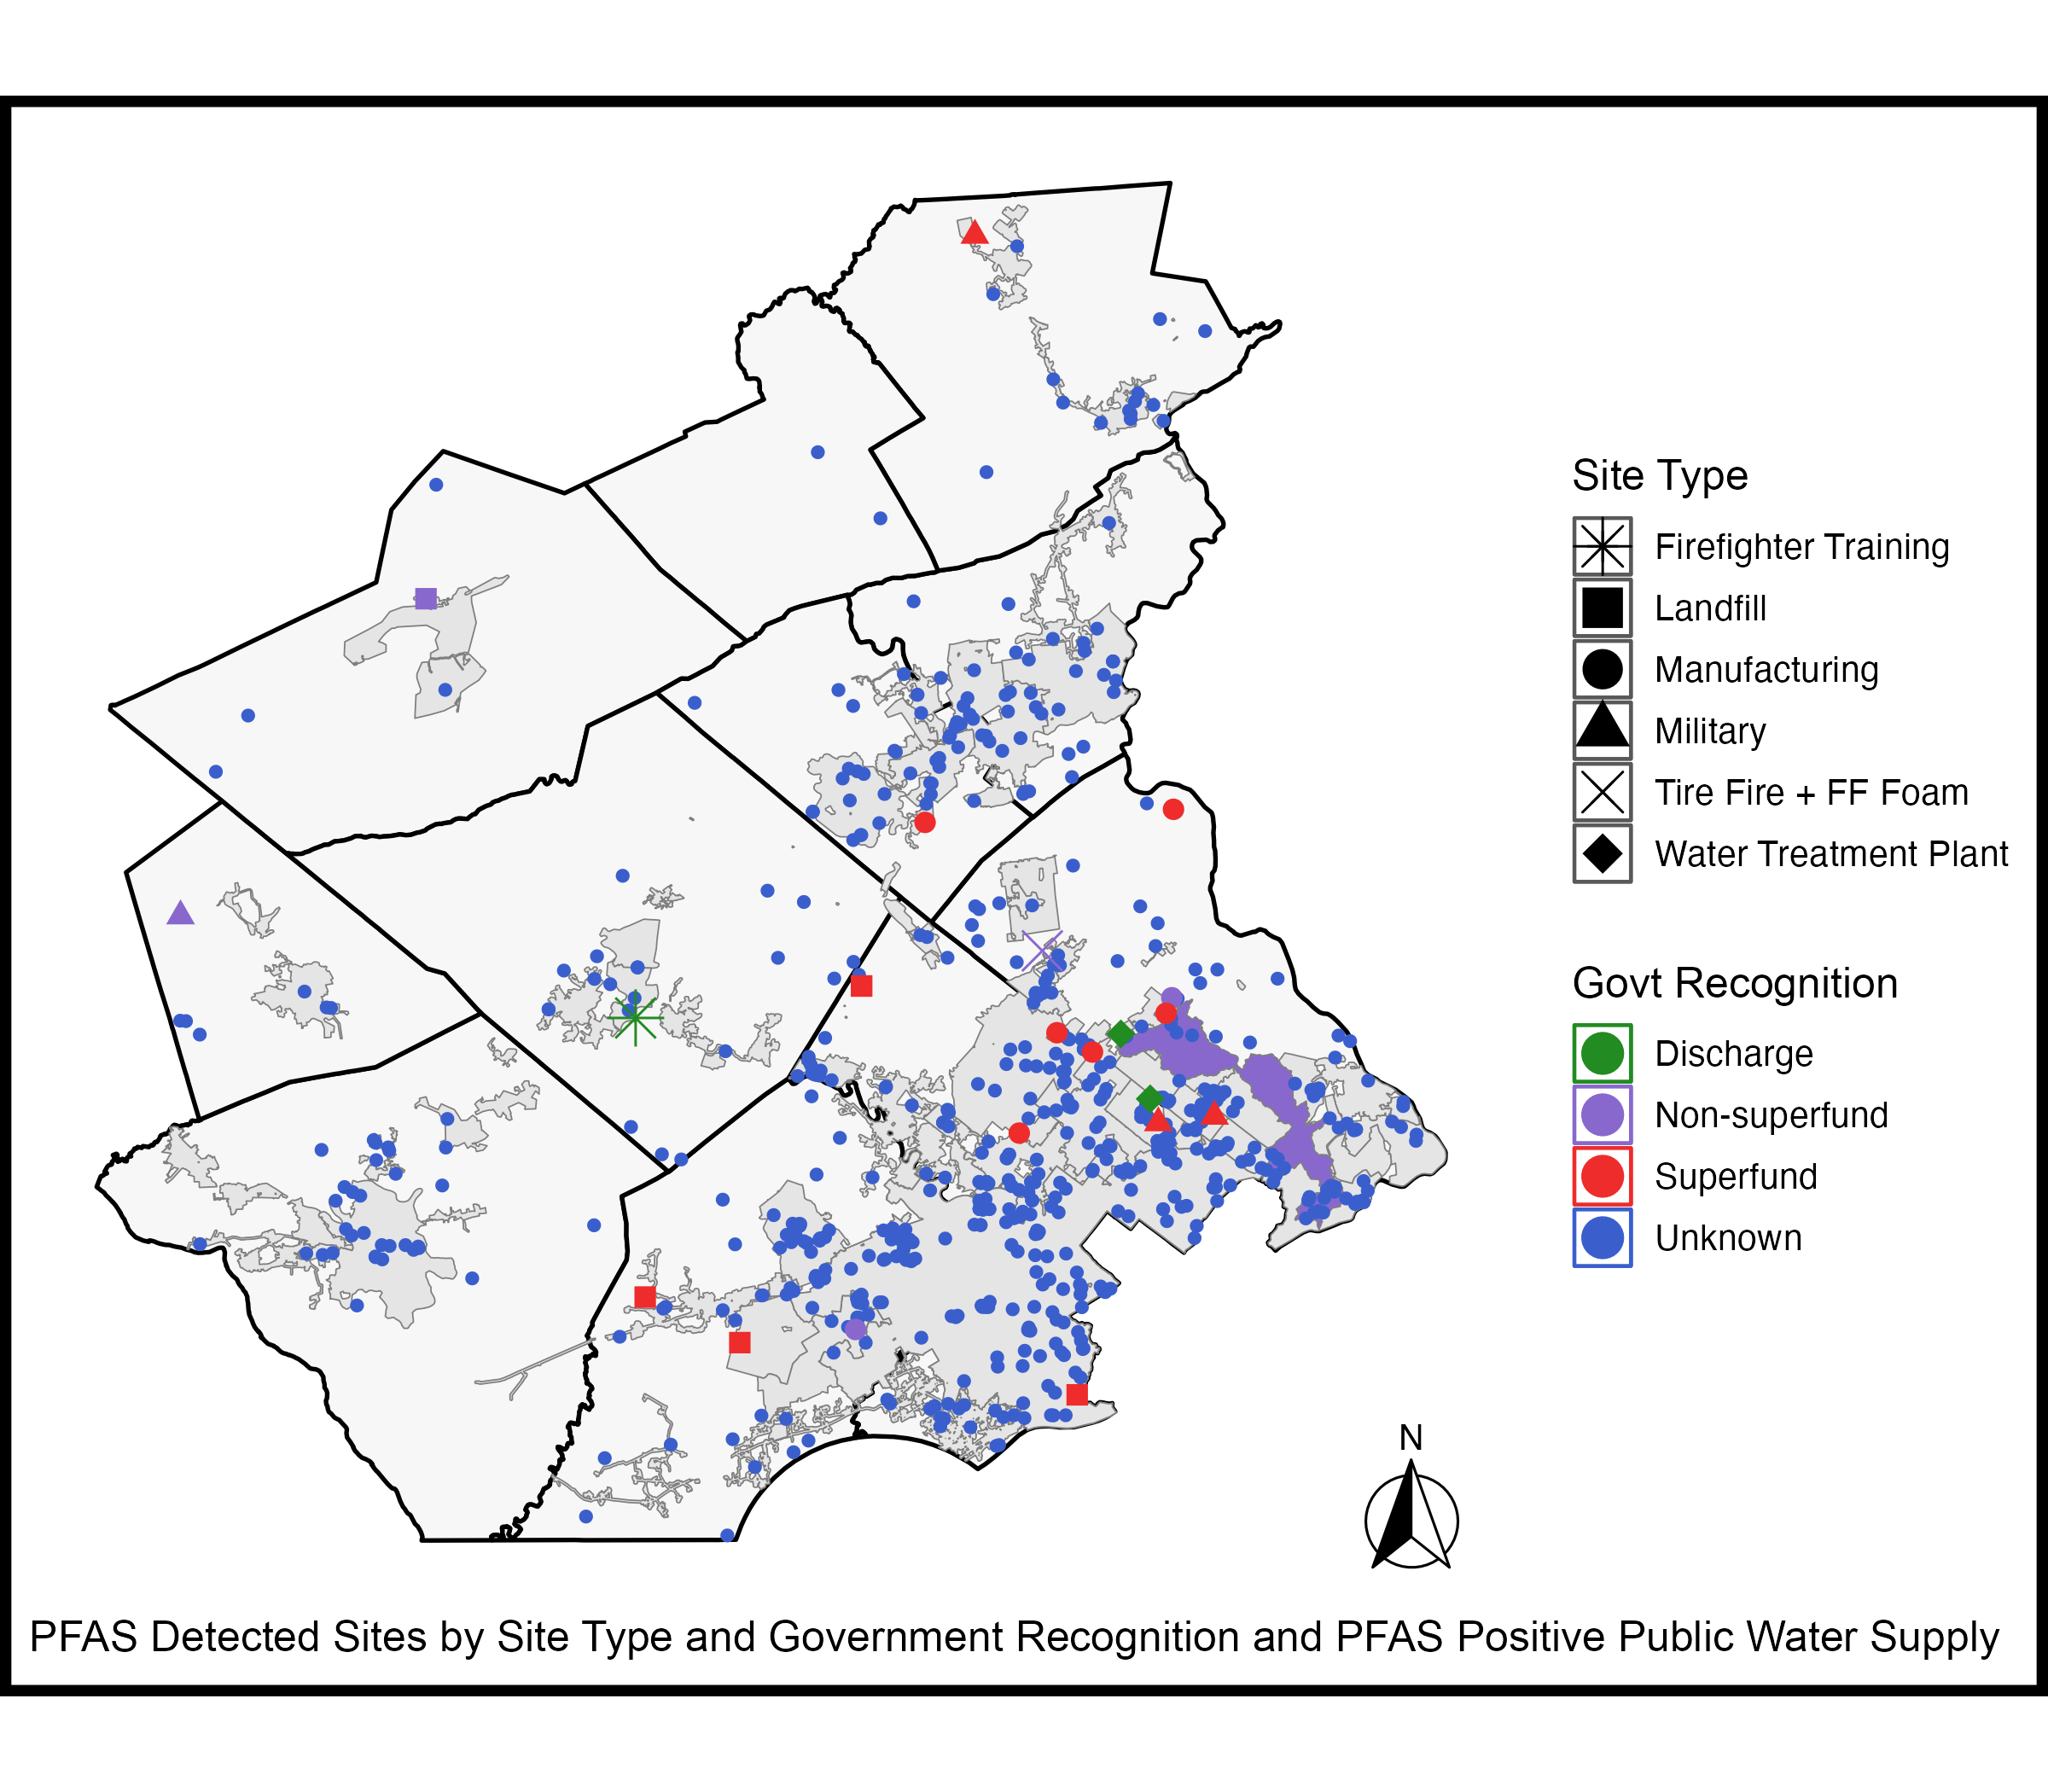 Site Type
Firefighter Training
Landfill
Manufacturing
Military
Tire Fire + FF Foam
Water Treatment Plant
Govt Recognition
Discharge
Non-superfund
Superfund
Unknown
N
PFAS Detected Sites by Site Type and Government Recognition and PFAS Positive Public Water Supply